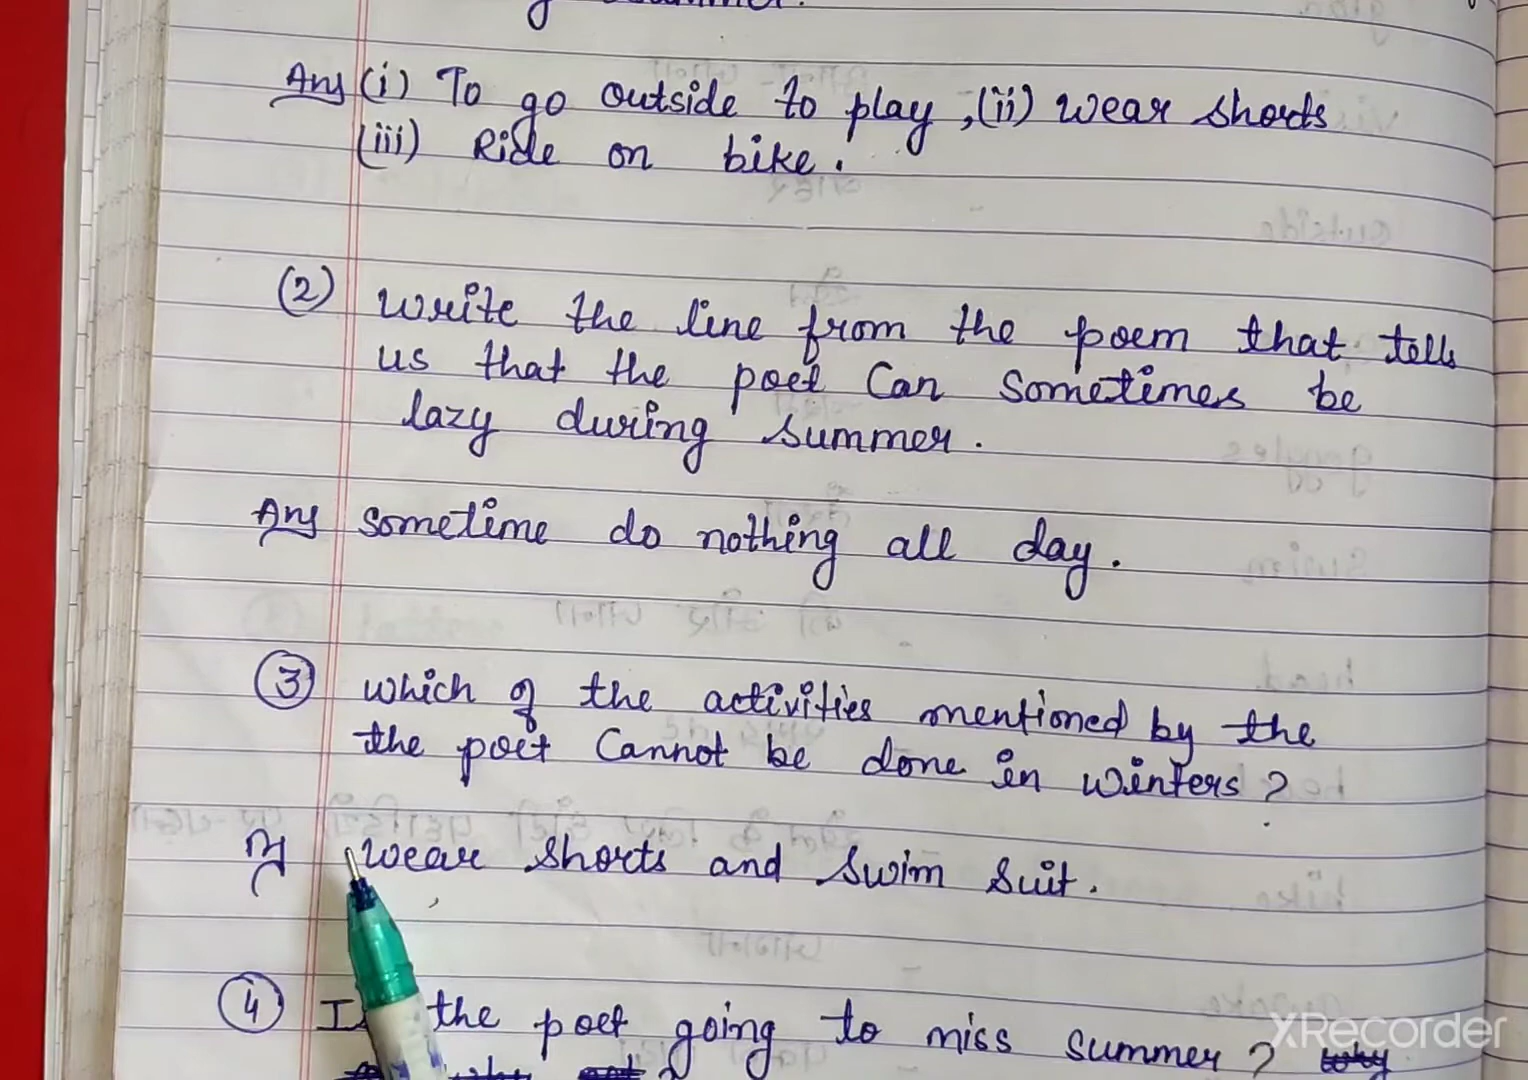 Ans (i) To go outside to play, (ii) wear shorts
(iii) Ride on bike.
(2) Write the line from the poem that tells
us that the poet Can Sometimes be
lazy during summer.
Ans sometime do nothing all day.
(3) which of the activities mentioned by the
the poet Cannot be done in winters?
wear shorts and swim suit.
(4) the poet going to miss summer?
XRecorder